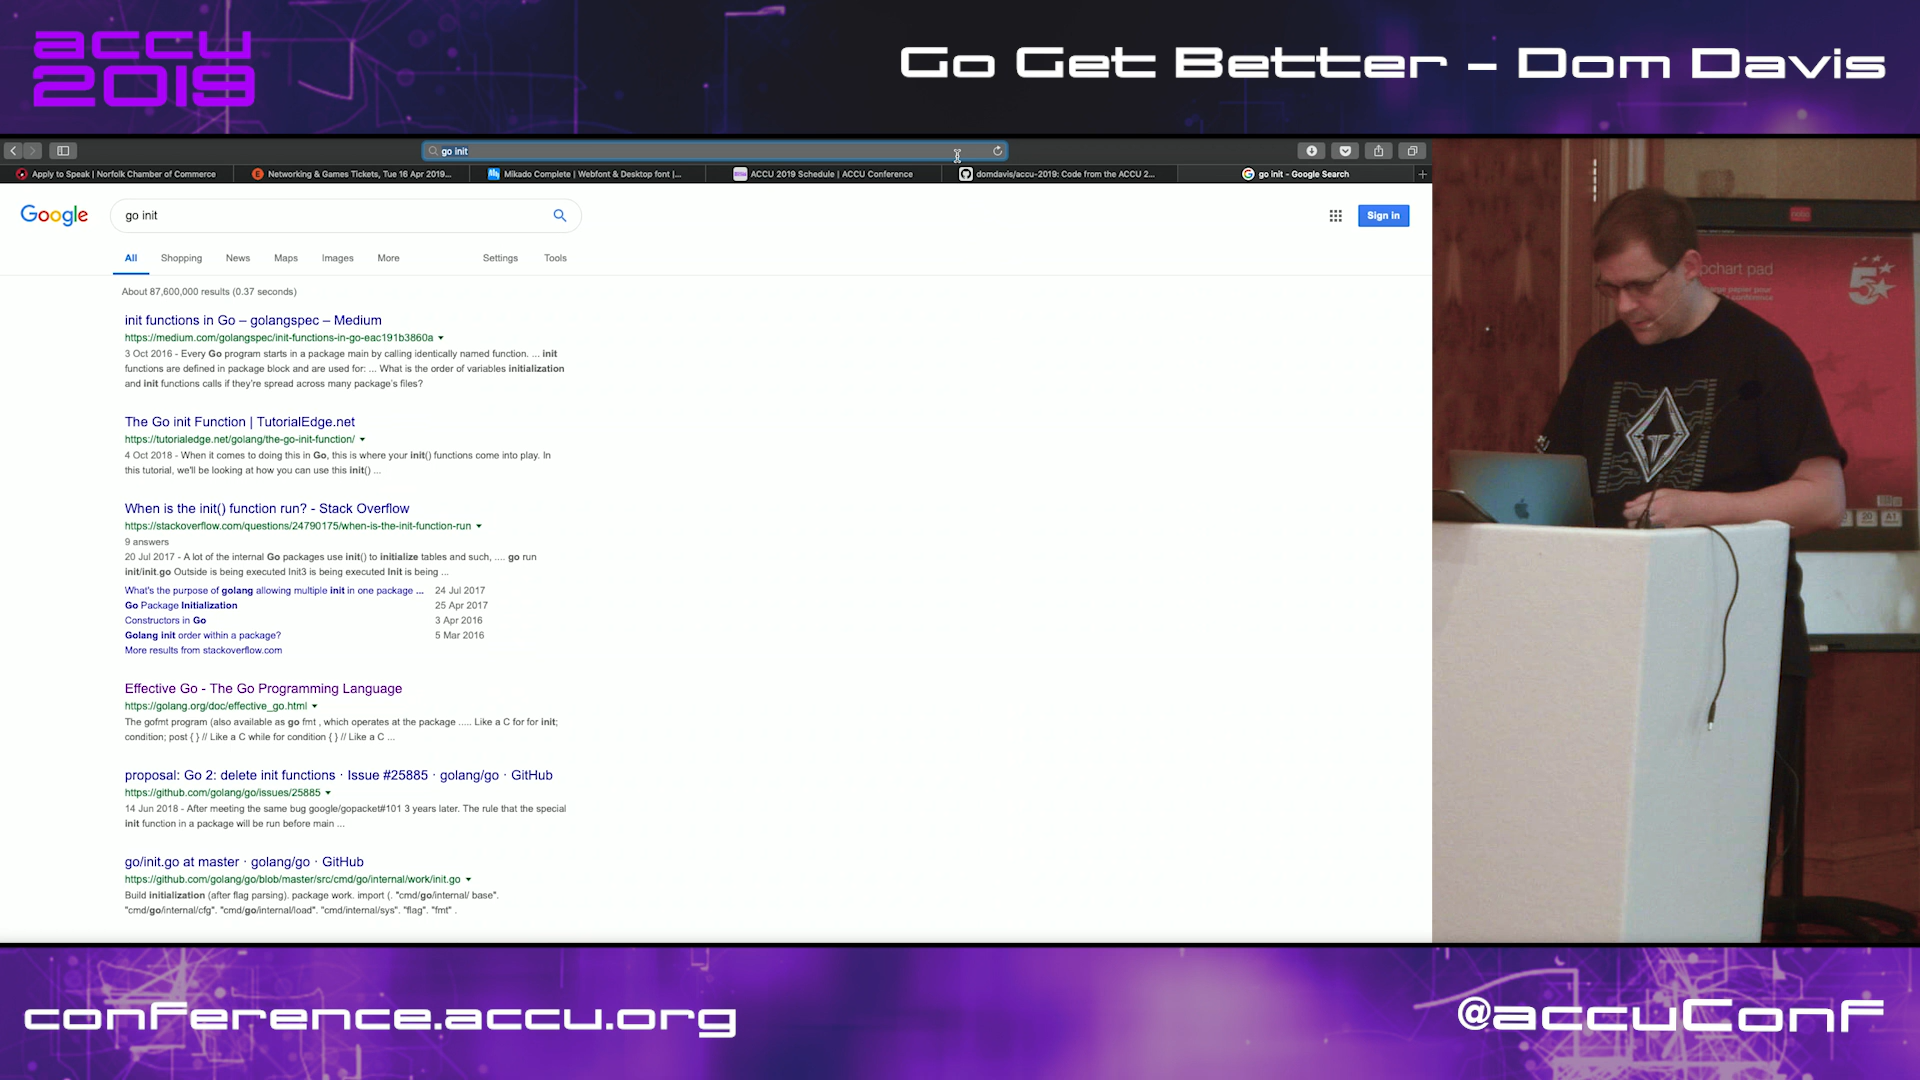 accu
2019
Go Get Better - Dom Davis
go init
Apply to Speak | Norfolk Chamber of Commerce
Networking & Games Tickets, Tue 16 Apr 2019...
Mikado Complete | Webfont & Desktop font |...
ACCU 2019 Schedule | ACCU Conference
domdavis/accu-2019: Code from the ACCU 2...
go init - Google Search
Google
go init
Sign in
All
Shopping
News
Maps
Images
More
Settings
Tools
About 87,600,000 results (0.37 seconds)
init functions in Go – golangspec – Medium
https://medium.com/golangspec/init-functions-in-go-eac191b3860a
3 Oct 2016 - Every Go program starts in a package main by calling identically named function. ... init
functions are defined in package block and are used for: ... What is the order of variables initialization
and init functions calls if they're spread across many package's files?
The Go init Function | TutorialEdge.net
https://tutorialedge.net/golang/the-go-init-function/
4 Oct 2018 - When it comes to doing this in Go, this is where your init() functions come into play. In
this tutorial, we'll be looking at how you can use this init() ...
When is the init() function run? - Stack Overflow
https://stackoverflow.com/questions/24790175/when-is-the-init-function-run
9 answers
20 Jul 2017 - A lot of the internal Go packages use init() to initialize tables and such, .... go run
init/init.go Outside is being executed Init3 is being executed Init is being ...
What's the purpose of golang allowing multiple init in one package ... 24 Jul 2017
Go Package Initialization 25 Apr 2017
Constructors in Go 3 Apr 2016
Golang init order within a package? 5 Mar 2016
More results from stackoverflow.com
Effective Go - The Go Programming Language
https://golang.org/doc/effective_go.html
The gofmt program (also available as go fmt , which operates at the package ..... Like a C for for init;
condition; post { } // Like a C while for condition { } // Like a C ...
proposal: Go 2: delete init functions · Issue #25885 · golang/go · GitHub
https://github.com/golang/go/issues/25885
14 Jun 2018 - After meeting the same bug google/gopacket#101 3 years later. The rule that the special
init function in a package will be run before main ...
go/init.go at master · golang/go · GitHub
https://github.com/golang/go/blob/master/src/cmd/go/internal/work/init.go
Build initialization (after flag parsing). package work. import (. "cmd/go/internal/ base".
"cmd/go/internal/cfg". "cmd/go/internal/load". "cmd/internal/sys". "flag". "fmt" .
nobo
chart pad
5
20
A1
conference.accu.org
@accuConf